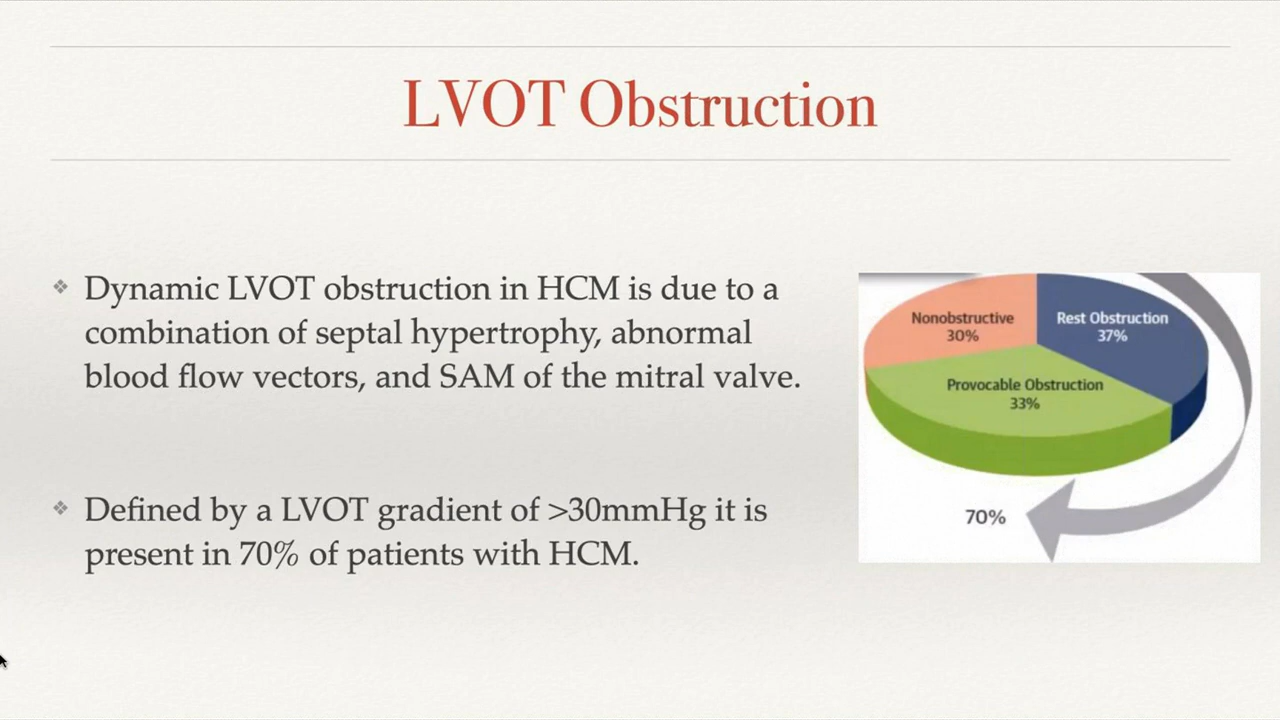 LVOT Obstruction
Dynamic LVOT obstruction in HCM is due to a
combination of septal hypertrophy, abnormal
blood flow vectors, and SAM of the mitral valve.
Defined by a LVOT gradient of >30mmHg it is
present in 70% of patients with HCM.
Nonobstructive
30%
Rest Obstruction
37%
Provocable Obstruction
33%
70%